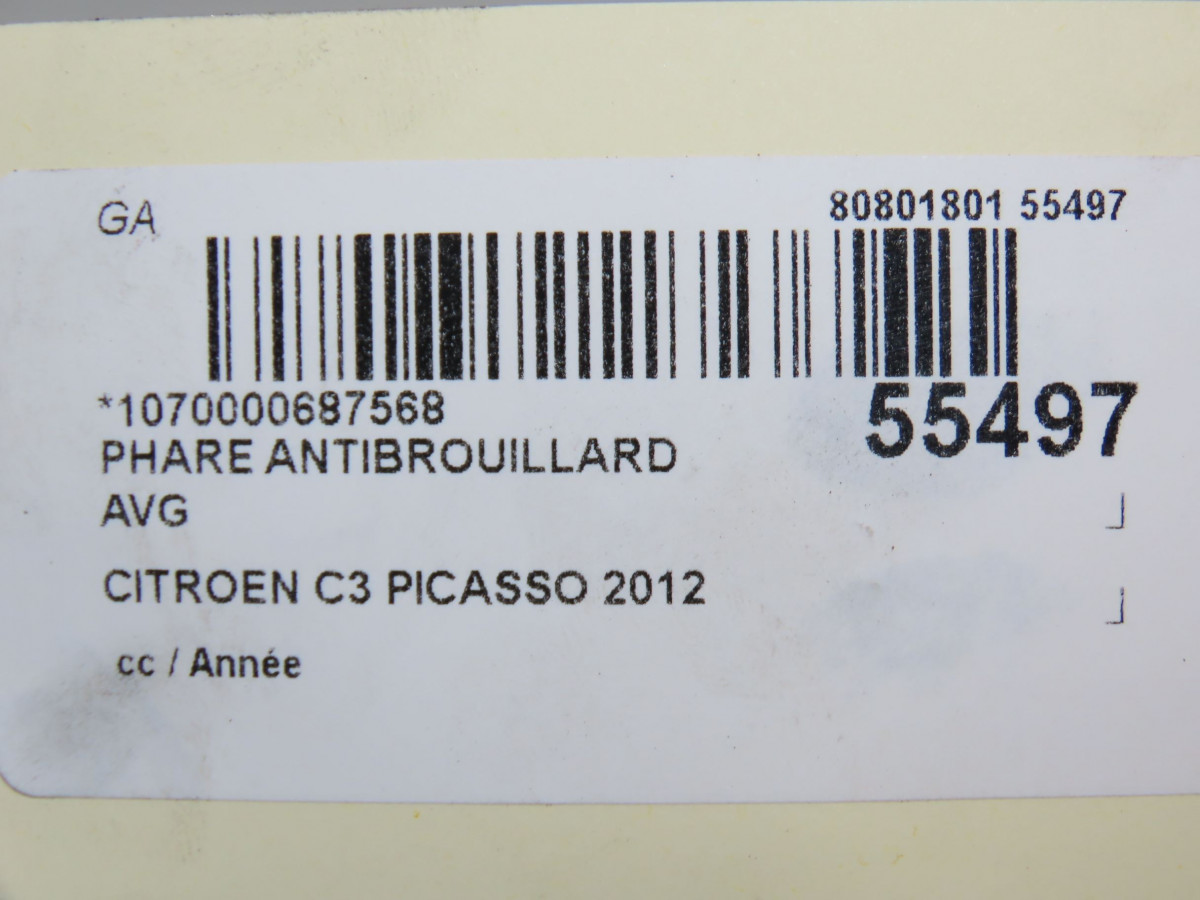 GA
80801801 55497
*1070000687568
55497
PHARE ANTIBROUILLARD
AVG
CITROEN C3 PICASSO 2012
cc / Année